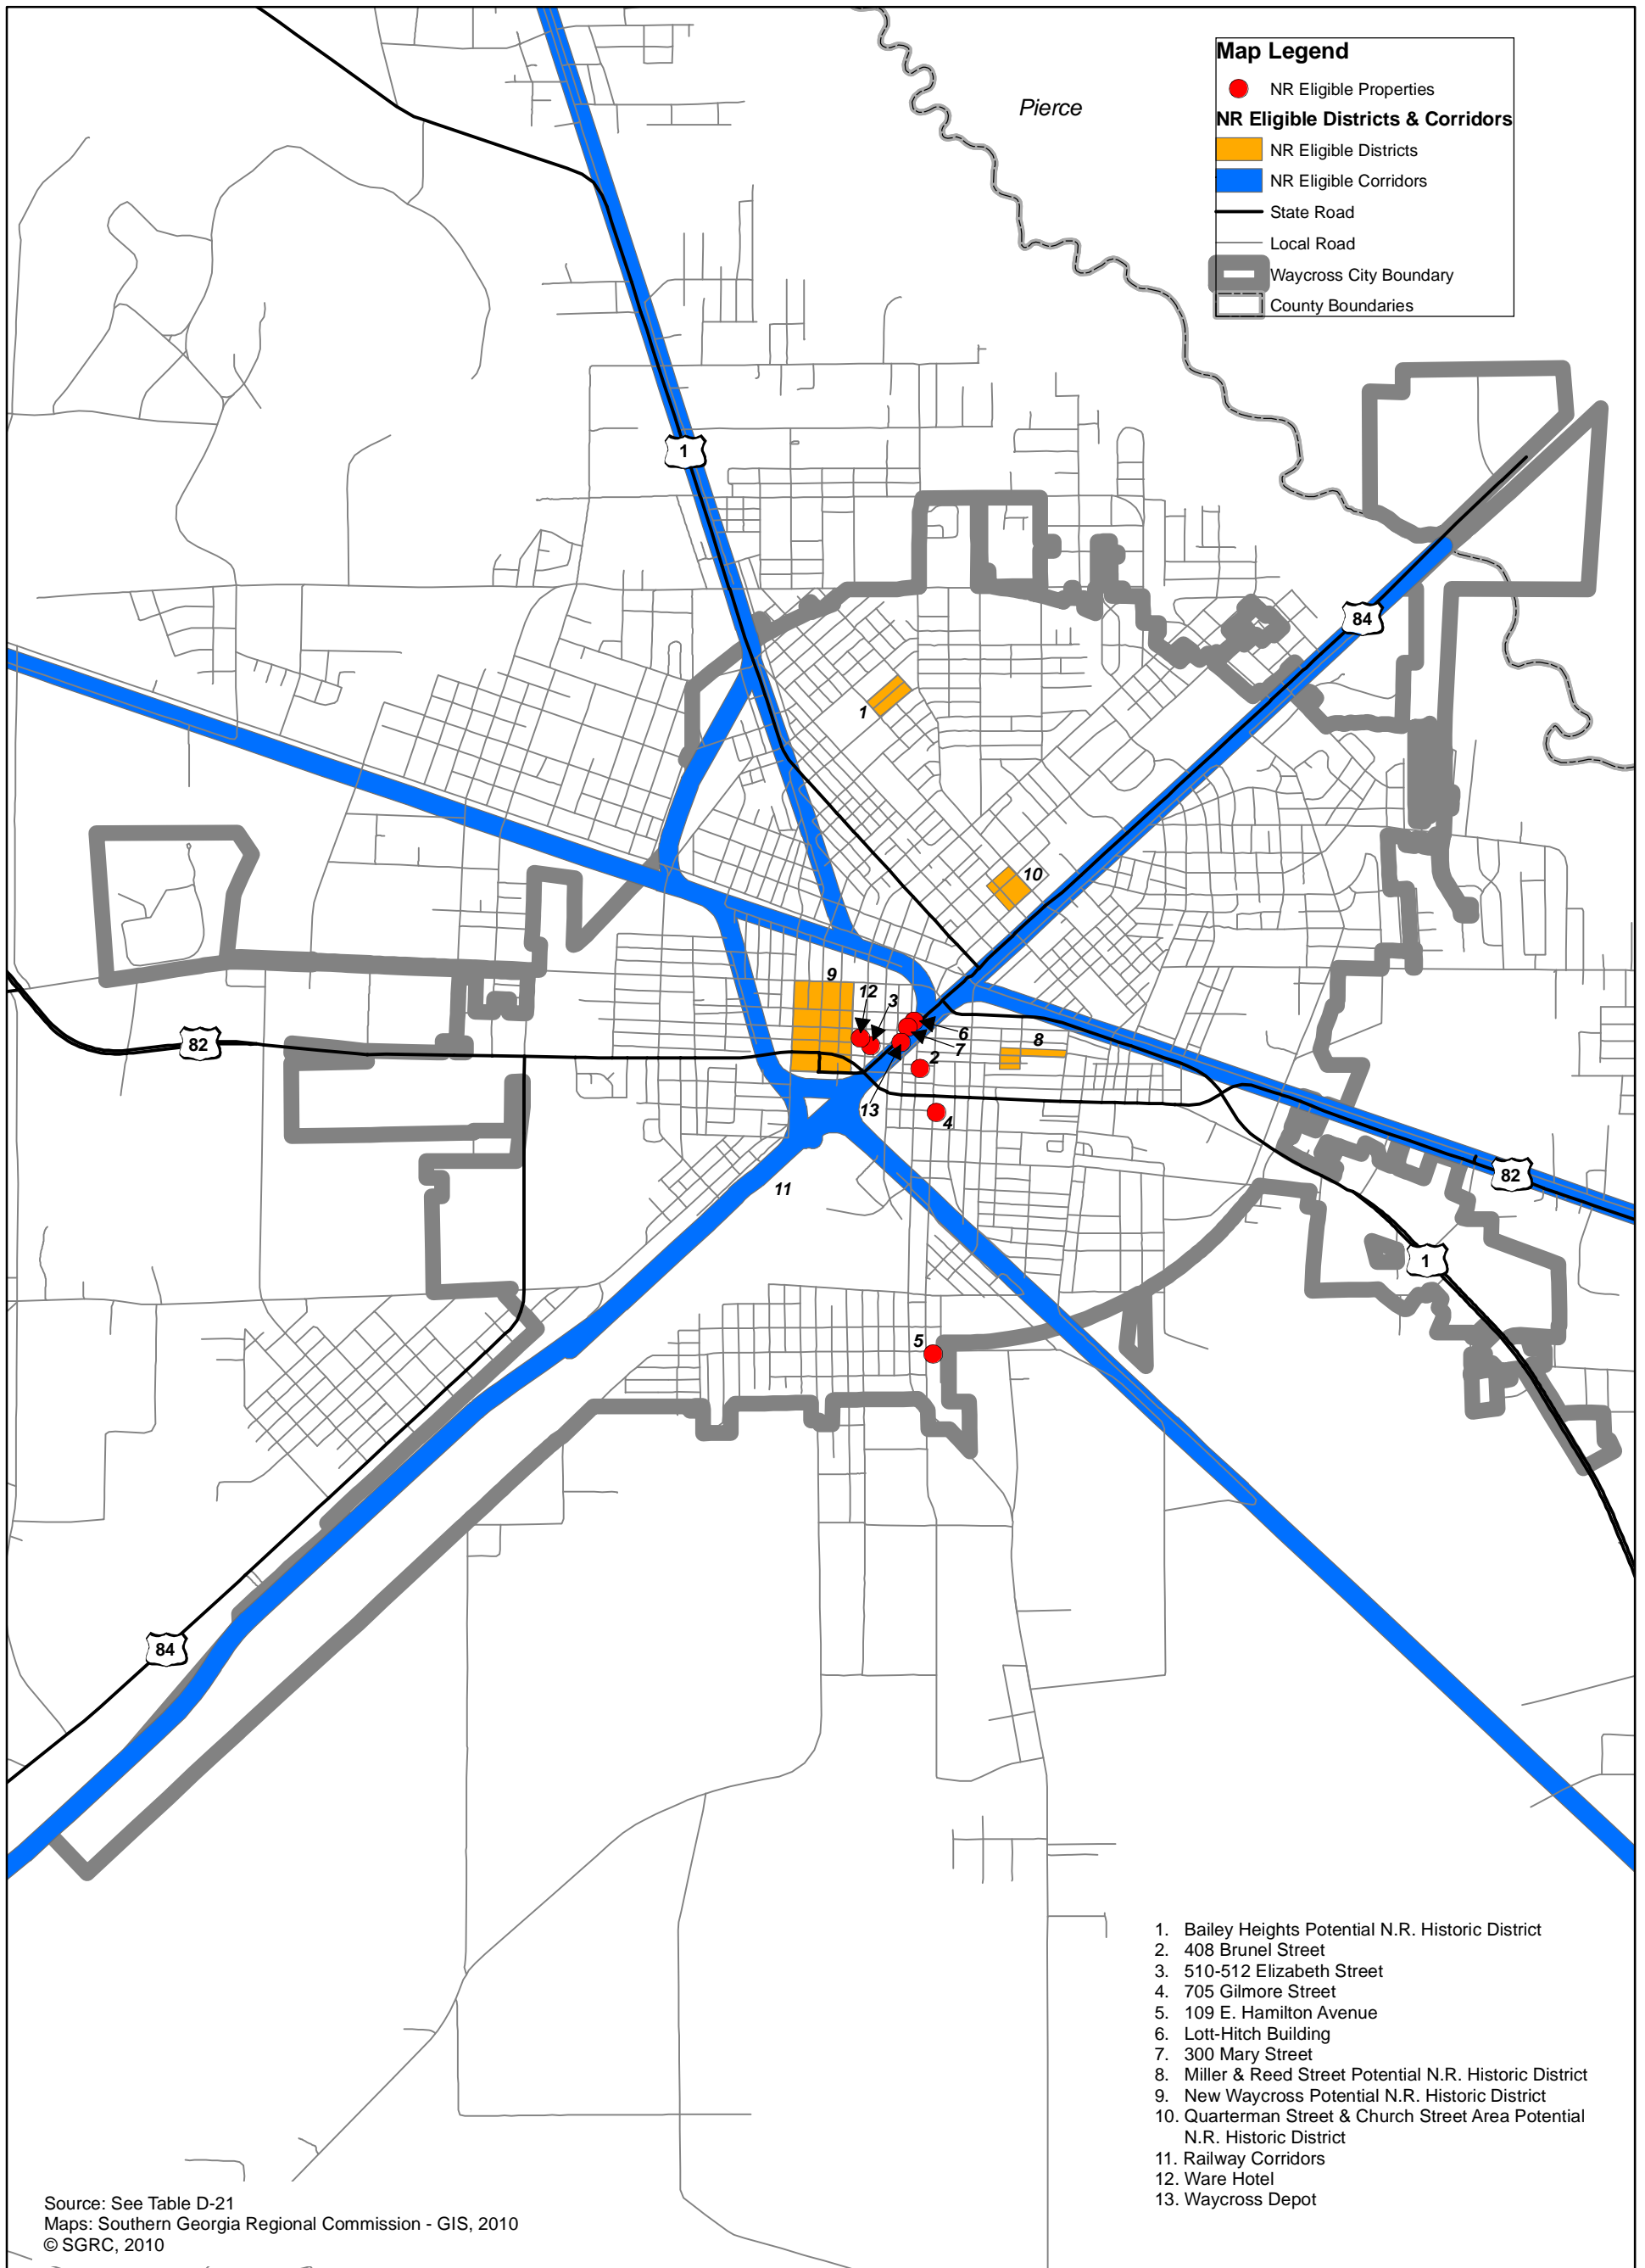 Map Legend
NR Eligible Properties
NR Eligible Districts & Corridors
NR Eligible Districts
NR Eligible Corridors
State Road
Local Road
Waycross City Boundary
County Boundaries
Pierce
1
84
1
10
9
12
3
6
7
8
2
82
13
4
11
82
1
5
84
1. Bailey Heights Potential N.R. Historic District
2. 408 Brunel Street
3. 510-512 Elizabeth Street
4. 705 Gilmore Street
5. 109 E. Hamilton Avenue
6. Lott-Hitch Building
7. 300 Mary Street
8. Miller & Reed Street Potential N.R. Historic District
9. New Waycross Potential N.R. Historic District
10. Quarterman Street & Church Street Area Potential
N.R. Historic District
11. Railway Corridors
12. Ware Hotel
13. Waycross Depot
Source: See Table D-21
Maps: Southern Georgia Regional Commission - GIS, 2010
© SGRC, 2010